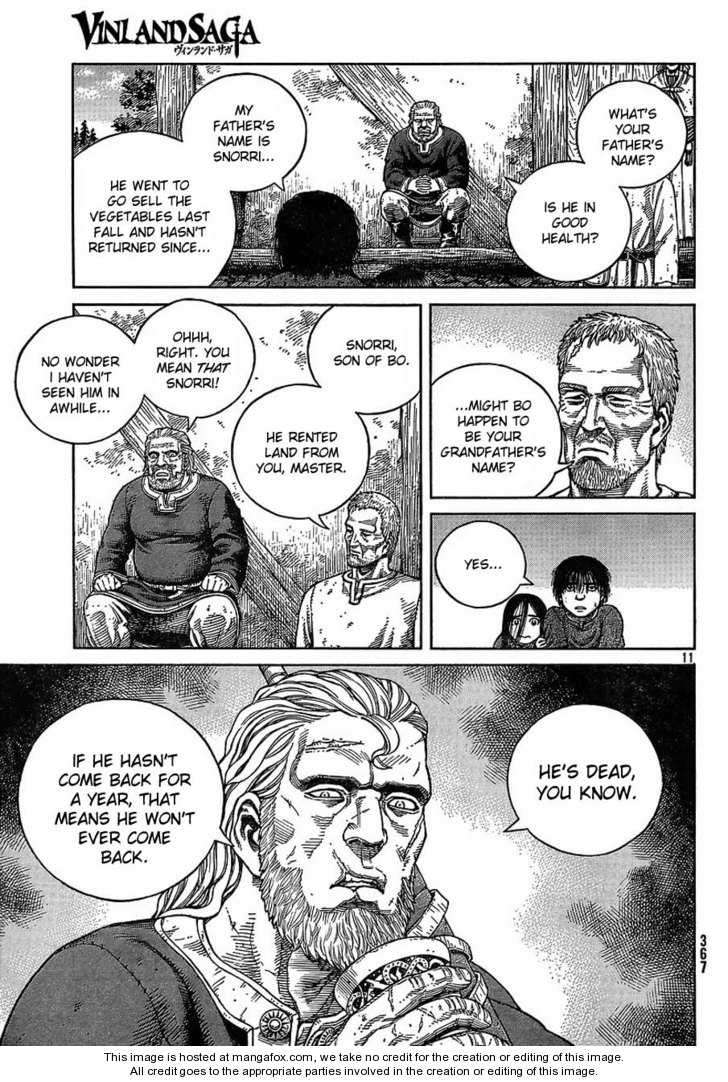 VINLAND SAGA
ヴィンランド・サガ
WHAT'S
YOUR
FATHER'S
NAME?
IS HE IN
GOOD
HEALTH?
MY
FATHER'S
NAME IS
SNORRI...
HE WENT TO
GO SELL THE
VEGETABLES LAST
FALL AND HASN'T
RETURNED SINCE...
...MIGHT BO
HAPPEN TO
BE YOUR
GRANDFATHER'S
NAME?
YES...
SNORRI,
SON OF BO.
HE RENTED
LAND FROM
YOU, MASTER.
OHHH,
RIGHT. YOU
MEAN THAT
SNORRI!
NO WONDER
I HAVEN'T
SEEN HIM IN
AWHILE...
11
HE'S DEAD,
YOU KNOW.
IF HE HASN'T
COME BACK FOR
A YEAR, THAT
MEANS HE WON'T
EVER COME
BACK.
367
This image is hosted at mangafox.com, we take no credit for the creation or editing of this image.
All credit goes to the appropriate parties involved in the creation or editing of this image.